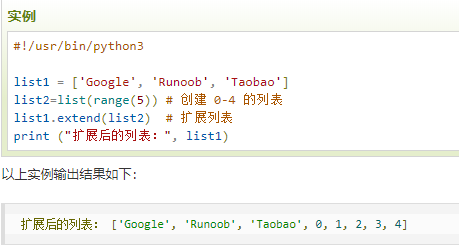 实例
#!/usr/bin/python3
list1 = ['Google', 'Runoob', 'Taobao']
list2=list(range(5)) # 创建 0-4 的列表
list1.extend(list2)  # 扩展列表
print ("扩展后的列表：", list1)
以上实例输出结果如下：
扩展后的列表： ['Google', 'Runoob', 'Taobao', 0, 1, 2, 3, 4]